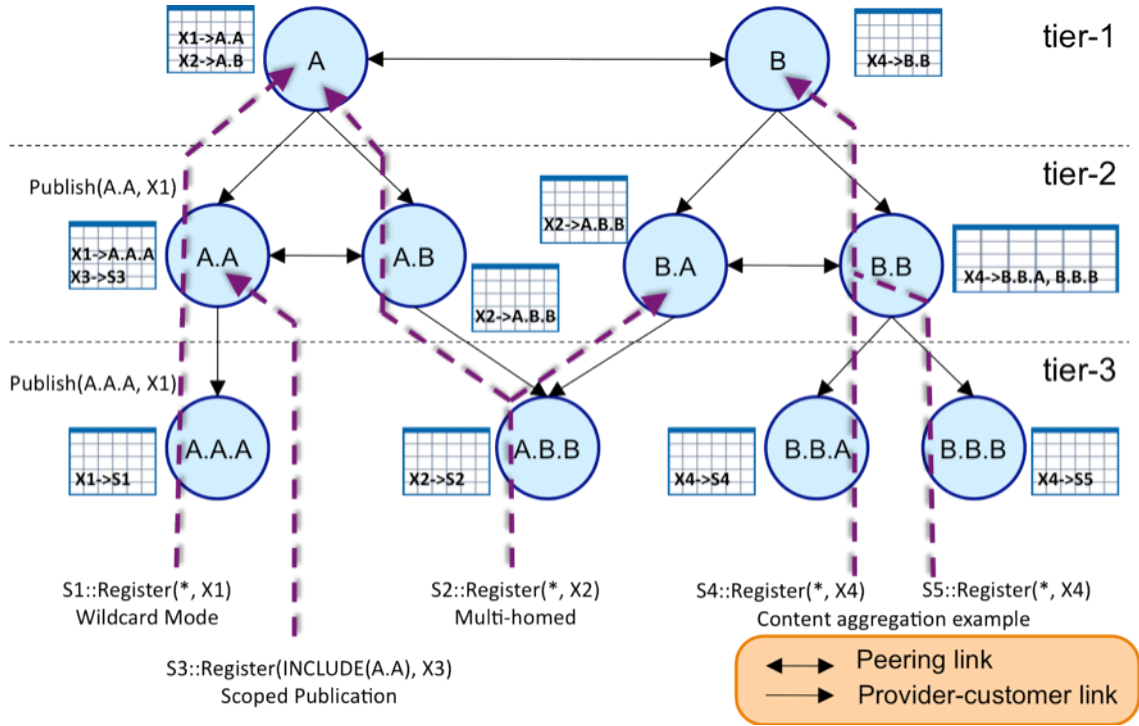 X1->A.A
X2->A.B
A
B
X4->B.B
tier-1
Publish(A.A, X1)
tier-2
X1->A.A.A
X3->S3
A.A
A.B
X2->A.B.B
X2->A.B.B
B.A
B.B
X4->B.B.A, B.B.B
Publish(A.A.A, X1)
tier-3
X1->S1
A.A.A
X2->S2
A.B.B
X4->S4
B.B.A
B.B.B
X4->S5
S1::Register(*, X1)
Wildcard Mode
S2::Register(*, X2)
Multi-homed
S4::Register(*, X4)
S5::Register(*, X4)
Content aggregation example
S3::Register(INCLUDE(A.A), X3)
Scoped Publication
Peering link
Provider-customer link